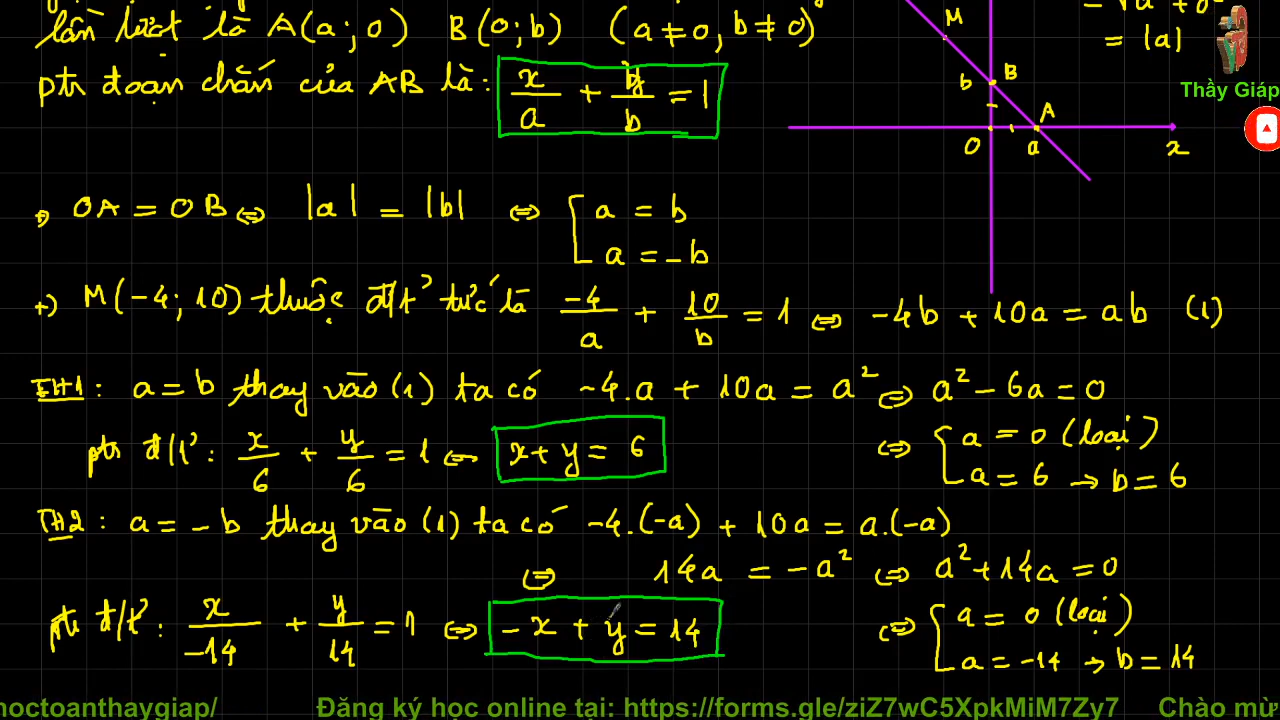 lần lượt là A(a; 0) B(0; b) (a ≠ 0, b ≠ 0)
= |a|
M
b B
A
O a x
Thầy Giáp
ptr đoạn chắn của AB là: x/a + y/b = 1
+) OA = OB ⇔ |a| = |b| ⇔ [ a = b
a = -b
+) M(-4; 10) thuộc đ/t' tức là -4/a + 10/b = 1 ⇔ -4b + 10a = ab (1)
TH1: a = b thay vào (1) ta có -4.a + 10a = a² ⇔ a² - 6a = 0
⇔ [ a = 0 (loại)
ptr đ/t': x/6 + y/6 = 1 ⇔ x + y = 6
a = 6 → b = 6
TH2: a = -b thay vào (1) ta có -4.(-a) + 10a = a.(-a)
⇔ 14a = -a² ⇔ a² + 14a = 0
⇔ [ a = 0 (loại)
ptr đ/t': x/-14 + y/14 = 1 ⇔ -x + y = 14
a = -14 → b = 14
hoctoanthaygiap/ Đăng ký học online tại: https://forms.gle/ziZ7wC5XpkMiM7Zy7 Chào mừ